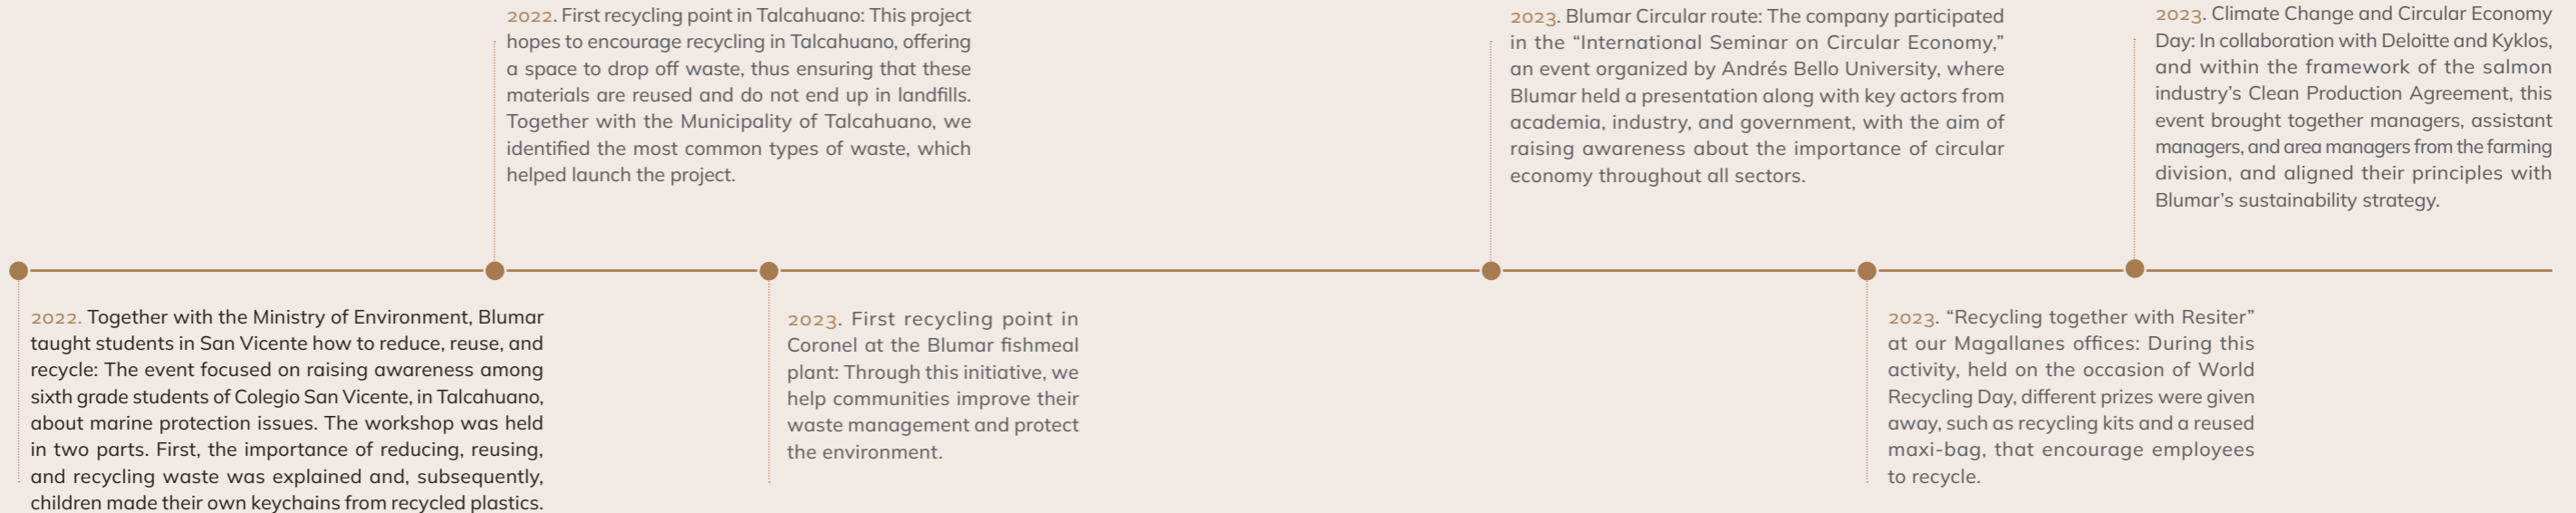 2022. First recycling point in Talcahuano: This project
hopes to encourage recycling in Talcahuano, offering
a space to drop off waste, thus ensuring that these
materials are reused and do not end up in landfills.
Together with the Municipality of Talcahuano, we
identified the most common types of waste, which
helped launch the project.
2023. Blumar Circular route: The company participated
in the “International Seminar on Circular Economy,”
an event organized by Andrés Bello University, where
Blumar held a presentation along with key actors from
academia, industry, and government, with the aim of
raising awareness about the importance of circular
economy throughout all sectors.
2023. Climate Change and Circular Economy
Day: In collaboration with Deloitte and Kyklos,
and within the framework of the salmon
industry’s Clean Production Agreement, this
event brought together managers, assistant
managers, and area managers from the farming
division, and aligned their principles with
Blumar’s sustainability strategy.
2022. Together with the Ministry of Environment, Blumar
taught students in San Vicente how to reduce, reuse, and
recycle: The event focused on raising awareness among
sixth grade students of Colegio San Vicente, in Talcahuano,
about marine protection issues. The workshop was held
in two parts. First, the importance of reducing, reusing,
and recycling waste was explained and, subsequently,
children made their own keychains from recycled plastics.
2023. First recycling point in
Coronel at the Blumar fishmeal
plant: Through this initiative, we
help communities improve their
waste management and protect
the environment.
2023. “Recycling together with Resiter”
at our Magallanes offices: During this
activity, held on the occasion of World
Recycling Day, different prizes were given
away, such as recycling kits and a reused
maxi-bag, that encourage employees
to recycle.